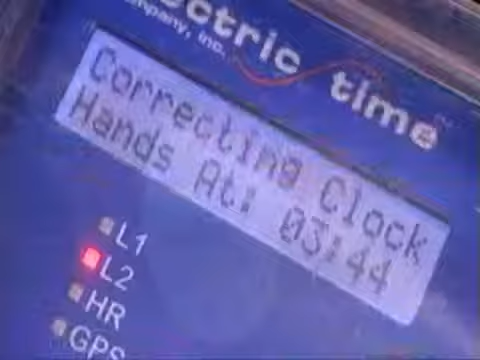 ectric time
ompany, inc.
Correcting Clock
Hands At: 03:44
L1
L2
HR
GPS